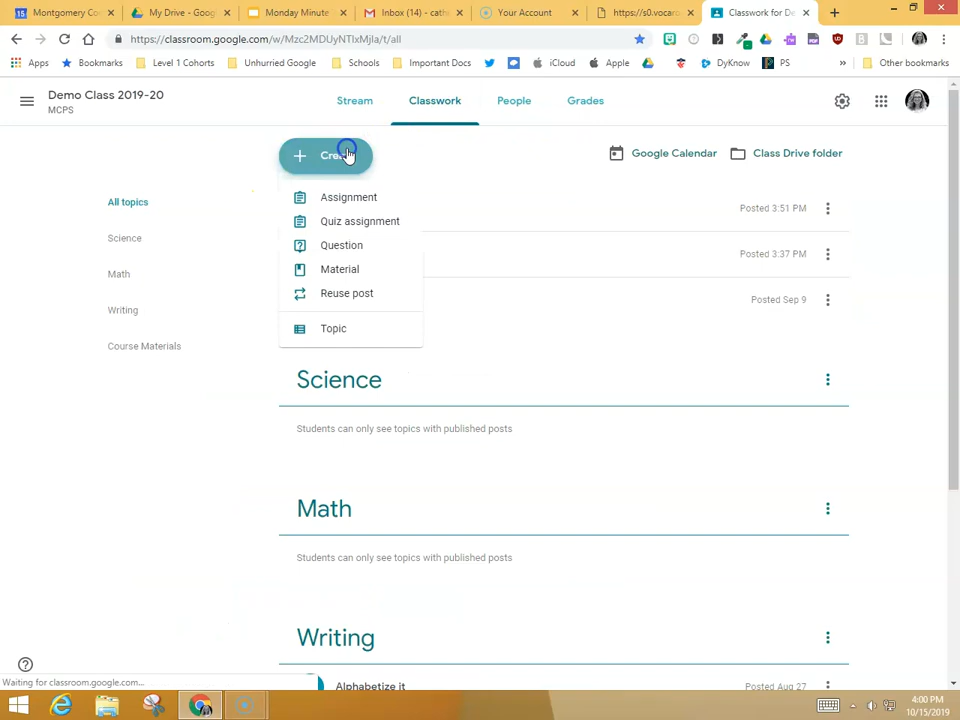 Montgomery Co
My Drive - Goog
Monday Minute
Inbox (14) - cath
Your Account
https://s0.vocaro
Classwork for De
https://classroom.google.com/w/Mzc2MDUyNTIxMjIa/t/all
Apps
Bookmarks
Level 1 Cohorts
Unhurried Google
Schools
Important Docs
iCloud
Apple
DyKnow
PS
Other bookmarks
Demo Class 2019-20
MCPS
Stream
Classwork
People
Grades
Create
Google Calendar
Class Drive folder
All topics
Science
Math
Writing
Course Materials
Assignment
Quiz assignment
Question
Material
Reuse post
Topic
Posted 3:51 PM
Posted 3:37 PM
Posted Sep 9
Science
Students can only see topics with published posts
Math
Students can only see topics with published posts
Writing
Alphabetize it
Posted Aug 27
Waiting for classroom.google.com...
4:00 PM
10/15/2019